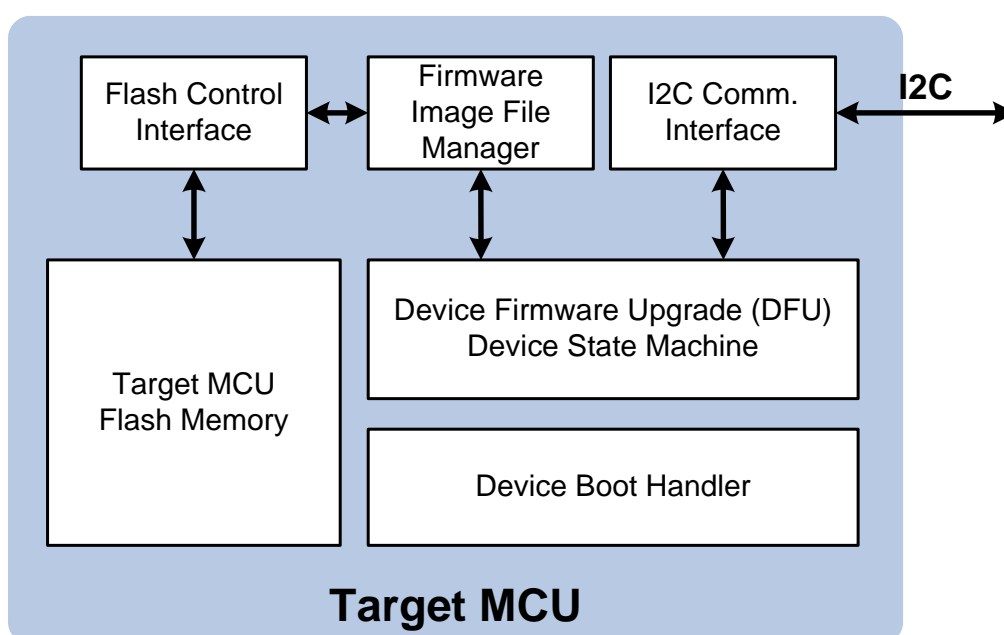 Flash Control
Interface
Firmware
Image File
Manager
I2C Comm.
Interface
I2C
Target MCU
Flash Memory
Device Firmware Upgrade (DFU)
Device State Machine
Device Boot Handler
Target MCU